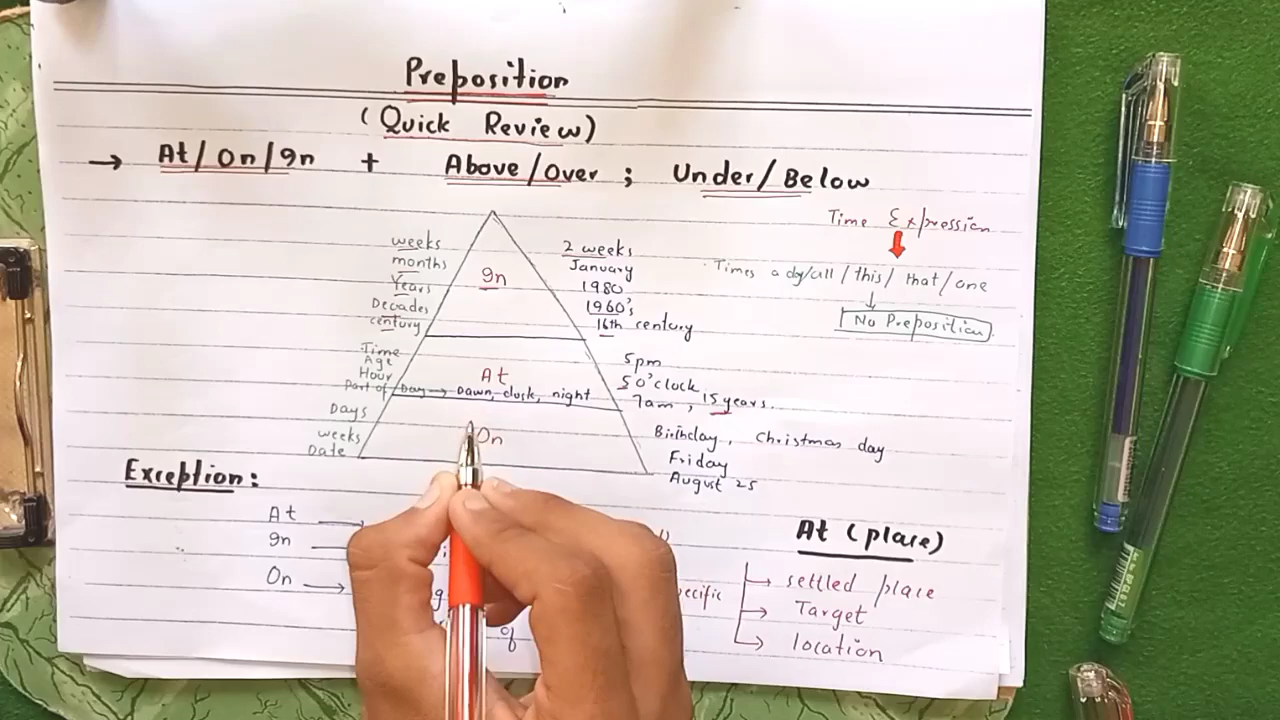 Preposition
(Quick Review)
→ At/On/In + Above/Over ; Under/Below
Time Expression
Times a day/all/this/that/one
No Preposition
weeks
months
Years
Decades
century
In
2 weeks
January
1980
1960's
16th century
Time
Age
Hour
Part of Day → Dawn, clock, night
At
5pm
5 O'clock
7am, 15 years.
Days
weeks
Date
On
Birthday, Christmas day
Friday
August 25
Exception:
At
In
On
of
At (place)
settled place
Target
location